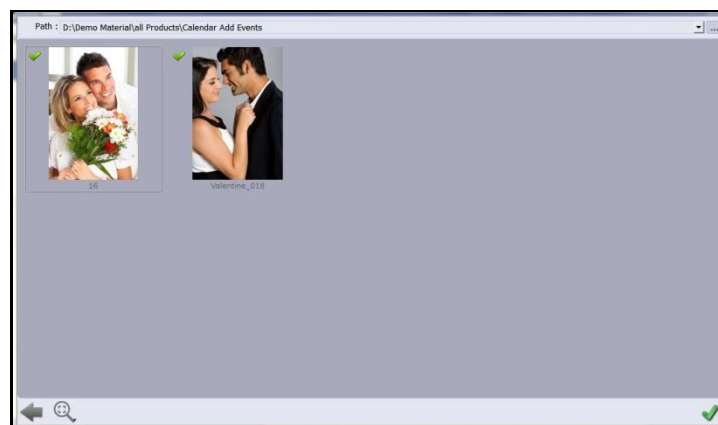 Path : D:\Demo Material\all Products\Calendar Add Events
...
16
Valentine_018